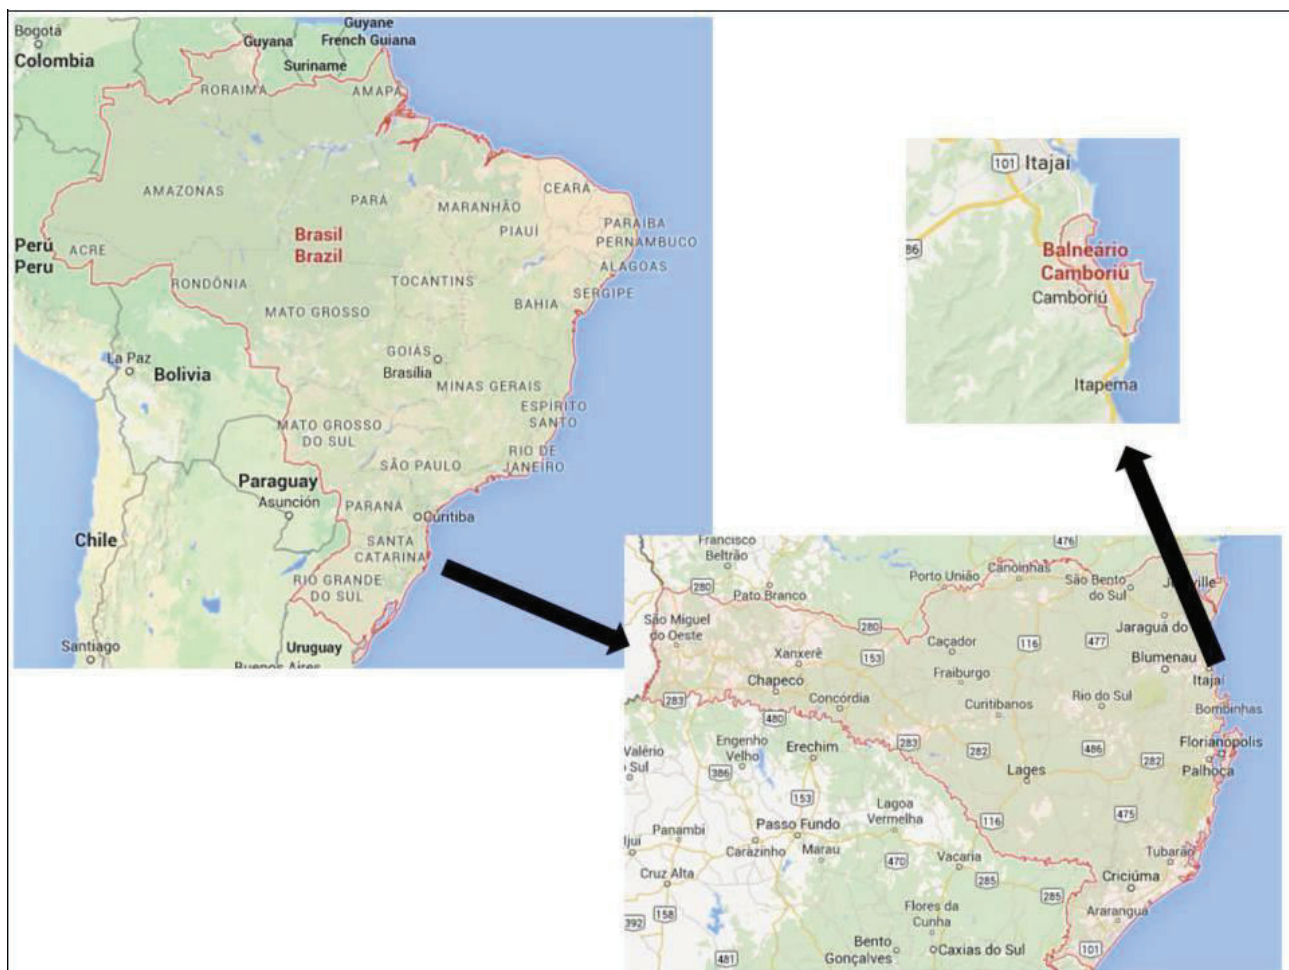 Bogotá
Colombia
Guyane
French Guiana
Guyana
Suriname
RORAIMA
AMAPÁ
AMAZONAS
PARÁ
MARANHÃO
CEARÁ
PIAUÍ
PARAÍBA
PERNAMBUCO
ALAGOAS
SERGIPE
Brasil
Brazil
Perú
Peru
ACRE
RONDÔNIA
TOCANTINS
BAHIA
MATO GROSSO
GOIÁS
Brasília
La Paz
Bolivia
MINAS GERAIS
ESPÍRITO
SANTO
MATO GROSSO
DO SUL
RIO DE
JANEIRO
SÃO PAULO
Paraguay
Asunción
PARANÁ
Curitiba
Chile
SANTA
CATARINA
RIO GRANDE
DO SUL
Santiago
Uruguay
Buenos Aires
101
Itajaí
86
Balneário
Camboriú
Camboriú
Itapema
Francisco
Beltrão
476
280
Pato Branco
Porto União
Canoinhas
São Bento
do Sul
São Miguel
do Oeste
280
Caçador
116
477
Jaraguá do
Xanxerê
153
Blumenau
Chapecó
Fraiburgo
Itajaí
283
Concórdia
Curitibanos
Rio do Sul
Bombinhas
480
283
282
486
282
Florianópolis
Palhoça
Valério
o Sul
Engenho
Velho
Erechim
386
Lages
153
Lagoa
Vermelha
116
475
Panambi
Passo Fundo
Ijuí
Carazinho
Marau
470
Vacaria
Tubarão
Cruz Alta
285
285
Criciúma
392
158
Flores da
Cunha
Araranguá
481
Bento
Gonçalves
Caxias do Sul
101